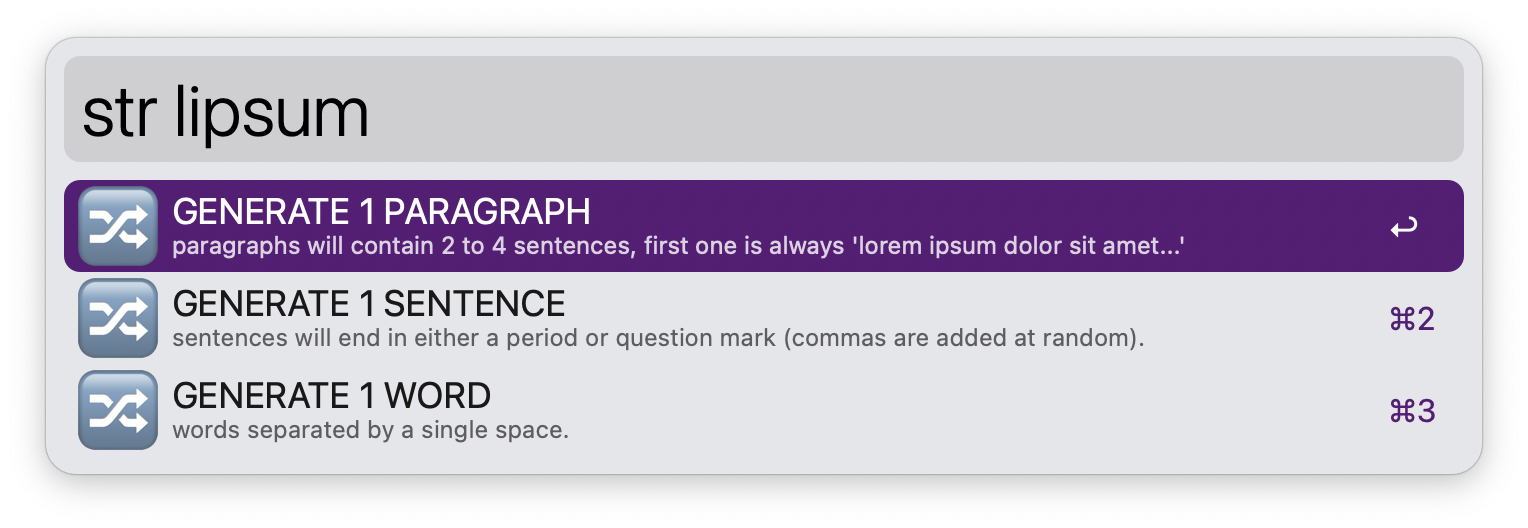 str lipsum
GENERATE 1 PARAGRAPH
paragraphs will contain 2 to 4 sentences, first one is always 'lorem ipsum dolor sit amet...'
↩
GENERATE 1 SENTENCE
sentences will end in either a period or question mark (commas are added at random).
⌘2
GENERATE 1 WORD
words separated by a single space.
⌘3